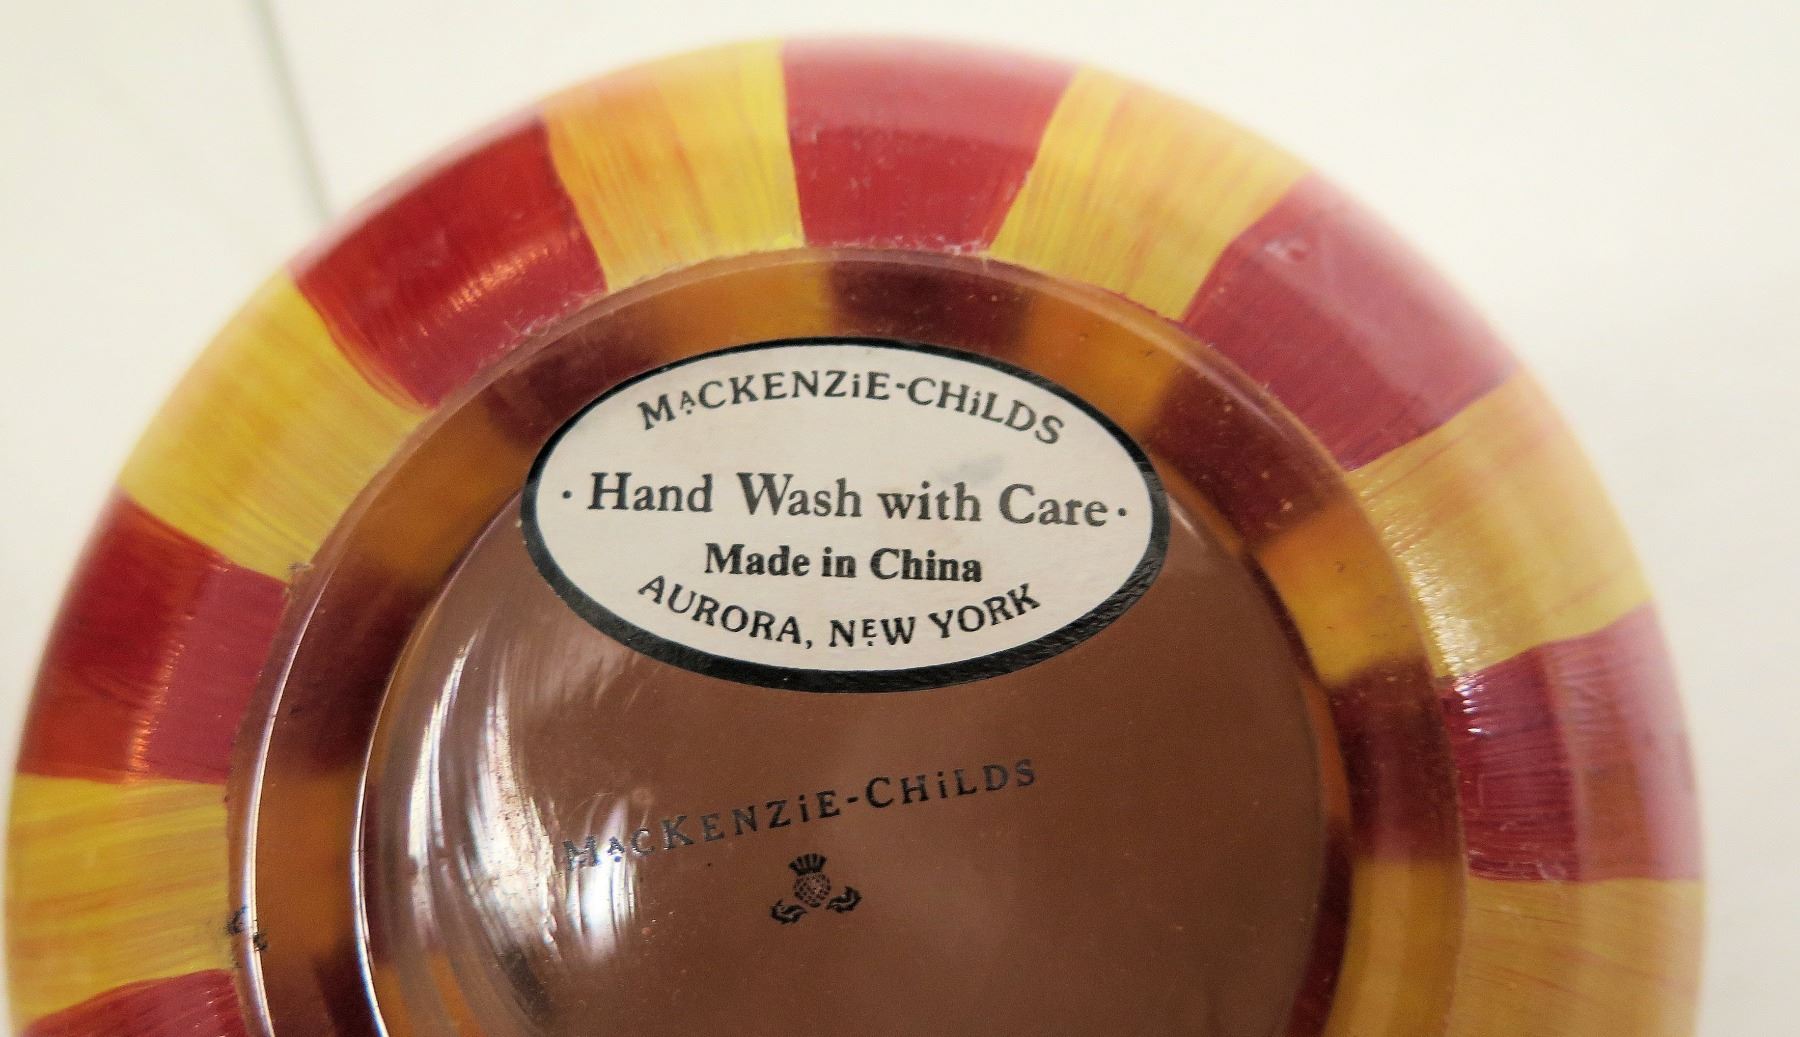 MACKENZiE-CHiLDS
· Hand Wash with Care ·
Made in China
AURORA, NEW YORK
MACKENZiE-CHiLDS